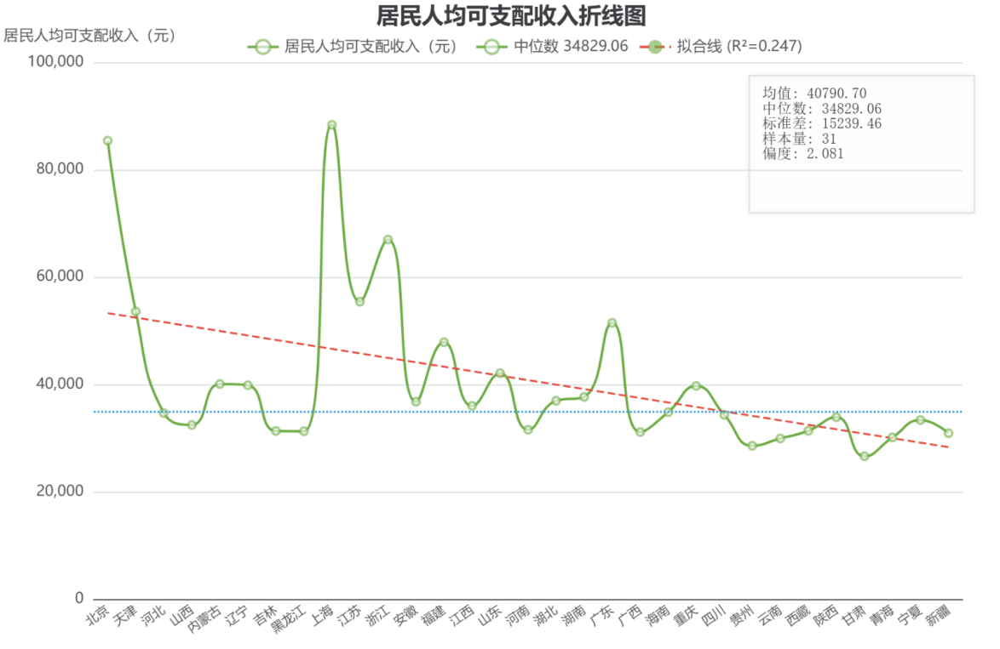 居民人均可支配收入折线图
居民人均可支配收入（元）
居民人均可支配收入（元） 中位数 34829.06 拟合线 (R²=0.247)
100,000
80,000
60,000
40,000
20,000
0
均值: 40790.70
中位数: 34829.06
标准差: 15239.46
样本量: 31
偏度: 2.081
北京 天津 河北 山西 内蒙古 辽宁 吉林 黑龙江 上海 江苏 浙江 安徽 福建 江西 山东 河南 湖北 湖南 广东 广西 海南 重庆 四川 贵州 云南 西藏 陕西 甘肃 青海 宁夏 新疆